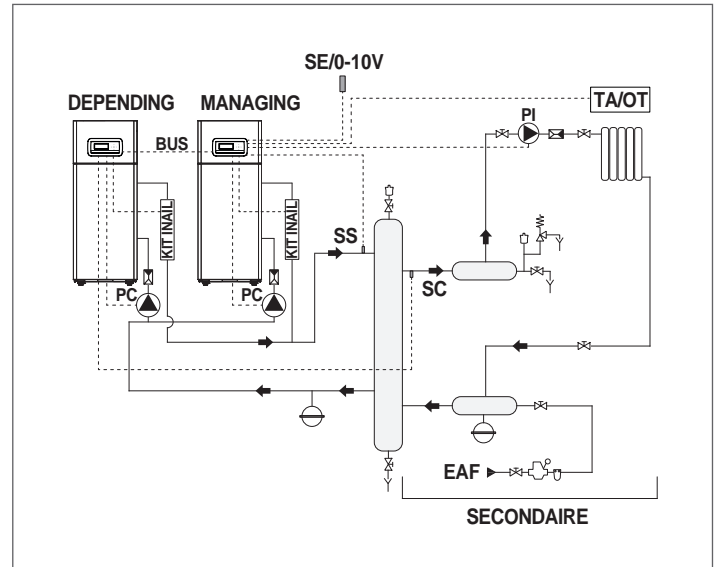 SE/0-10V
DEPENDING
MANAGING
TA/OT
PI
BUS
KIT INAIL
KIT INAIL
SS
SC
PC
PC
EAF
SECONDAIRE